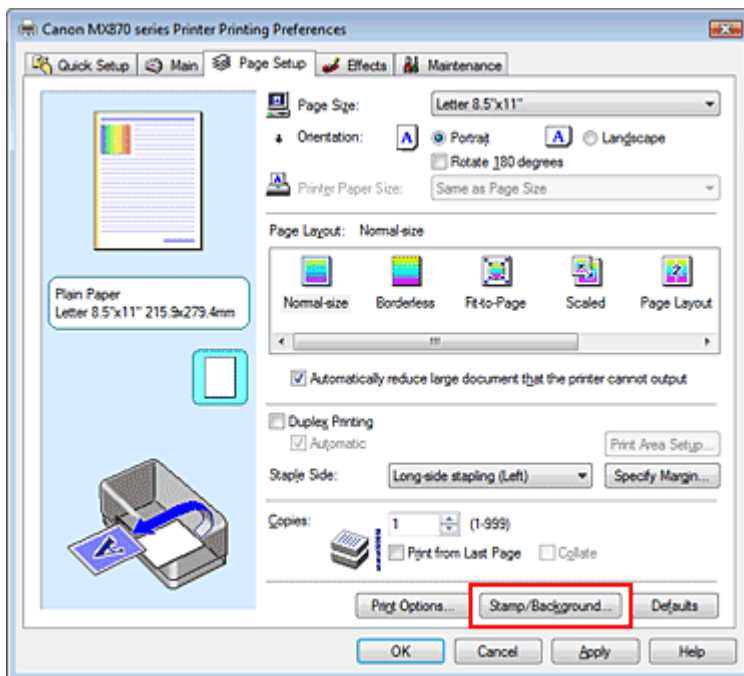 Canon MX870 series Printer Printing Preferences
Quick Setup Main Page Setup Effects Maintenance
Page Size: Letter 8.5"x11"
Orientation: A Portrait A Landscape
Rotate 180 degrees
Printer Paper Size: Same as Page Size
Page Layout: Normal-size
Normal-size Borderless Fit-to-Page Scaled Page Layout
Plain Paper
Letter 8.5"x11" 215.9x279.4mm
Automatically reduce large document that the printer cannot output
Duplex Printing
Automatic Print Area Setup...
Staple Side: Long-side stapling (Left) Specify Margin...
Copies: 1 (1-999)
Print from Last Page Collate
Print Options... Stamp/Background... Defaults
OK Cancel Apply Help